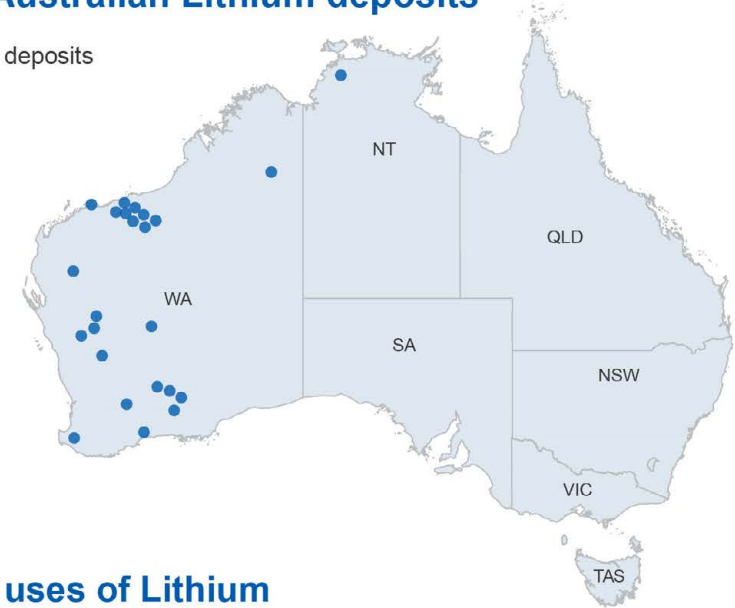 Australian Lithium deposits
deposits
NT
QLD
WA
SA
NSW
VIC
TAS
uses of Lithium